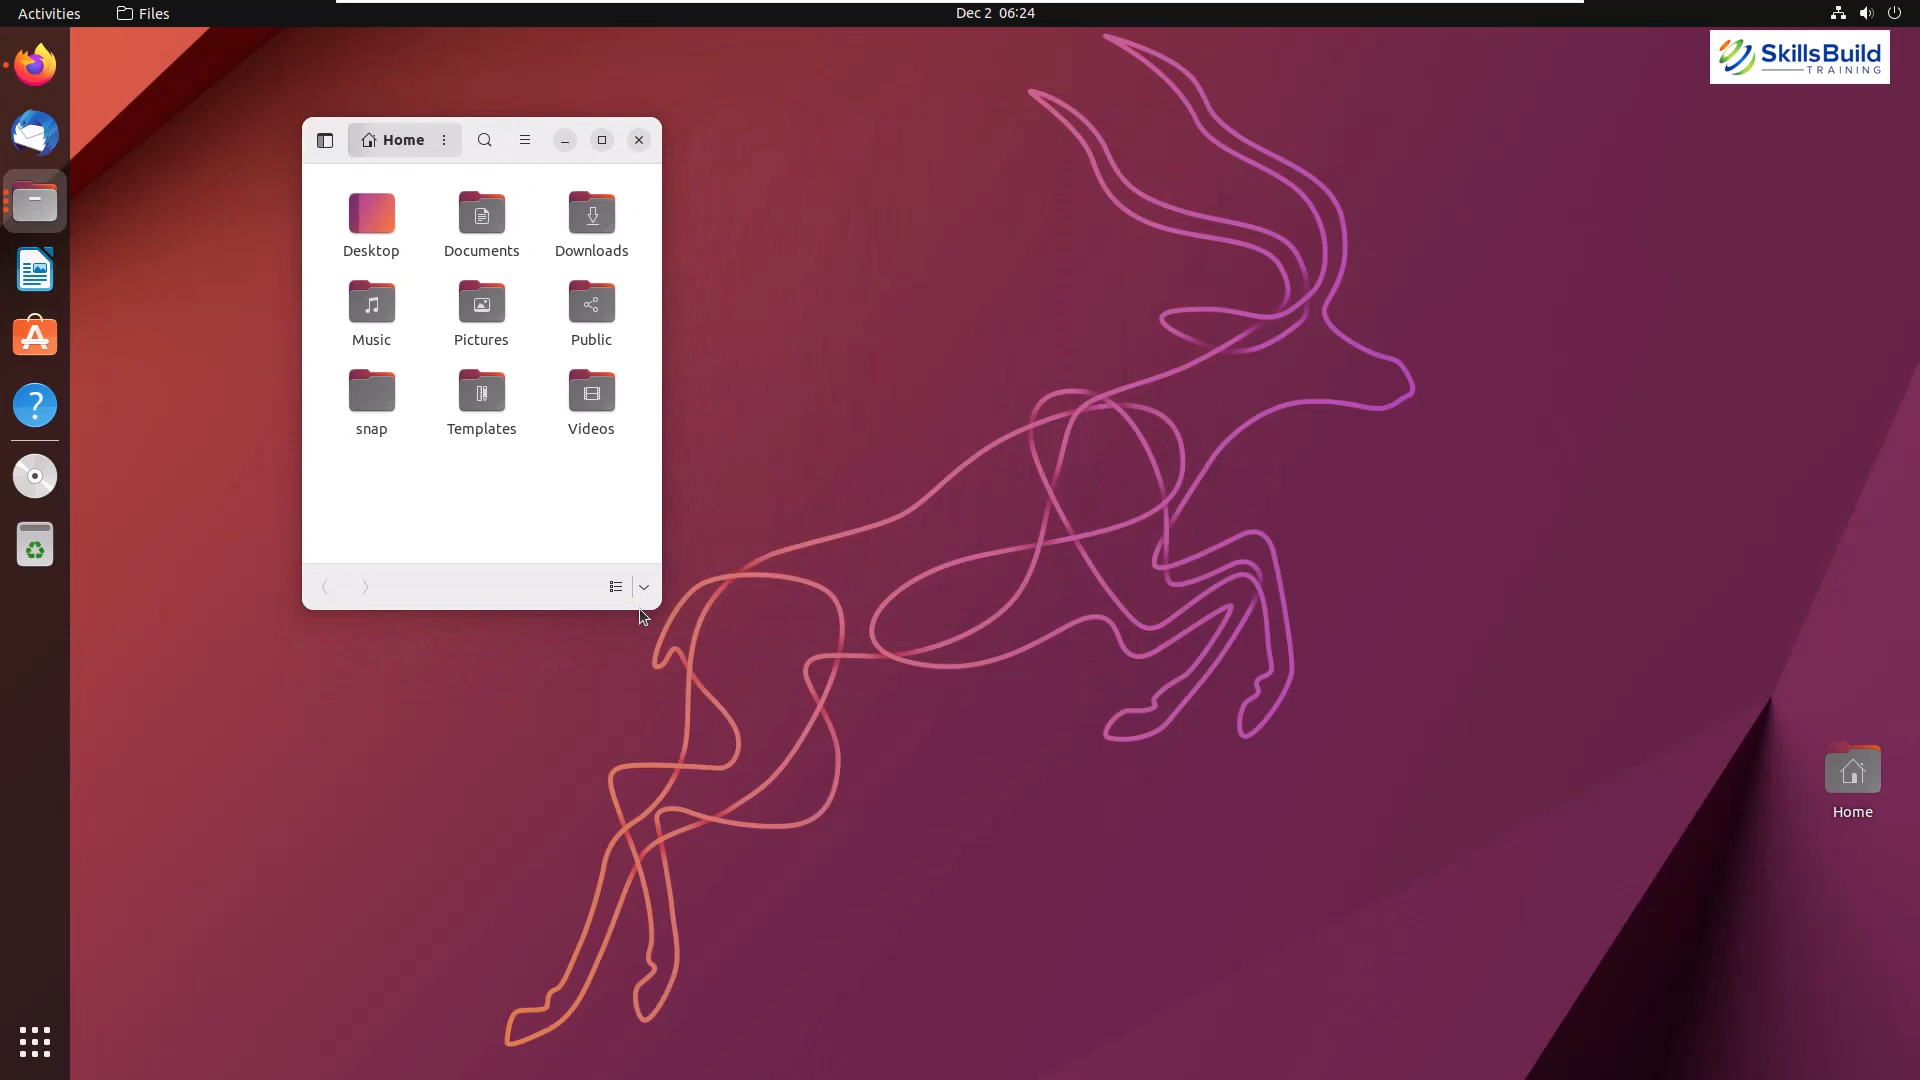 Activities Files Dec 2 06:24
SkillsBuild
TRAINING
Home
Desktop Documents Downloads
Music Pictures Public
snap Templates Videos
Home